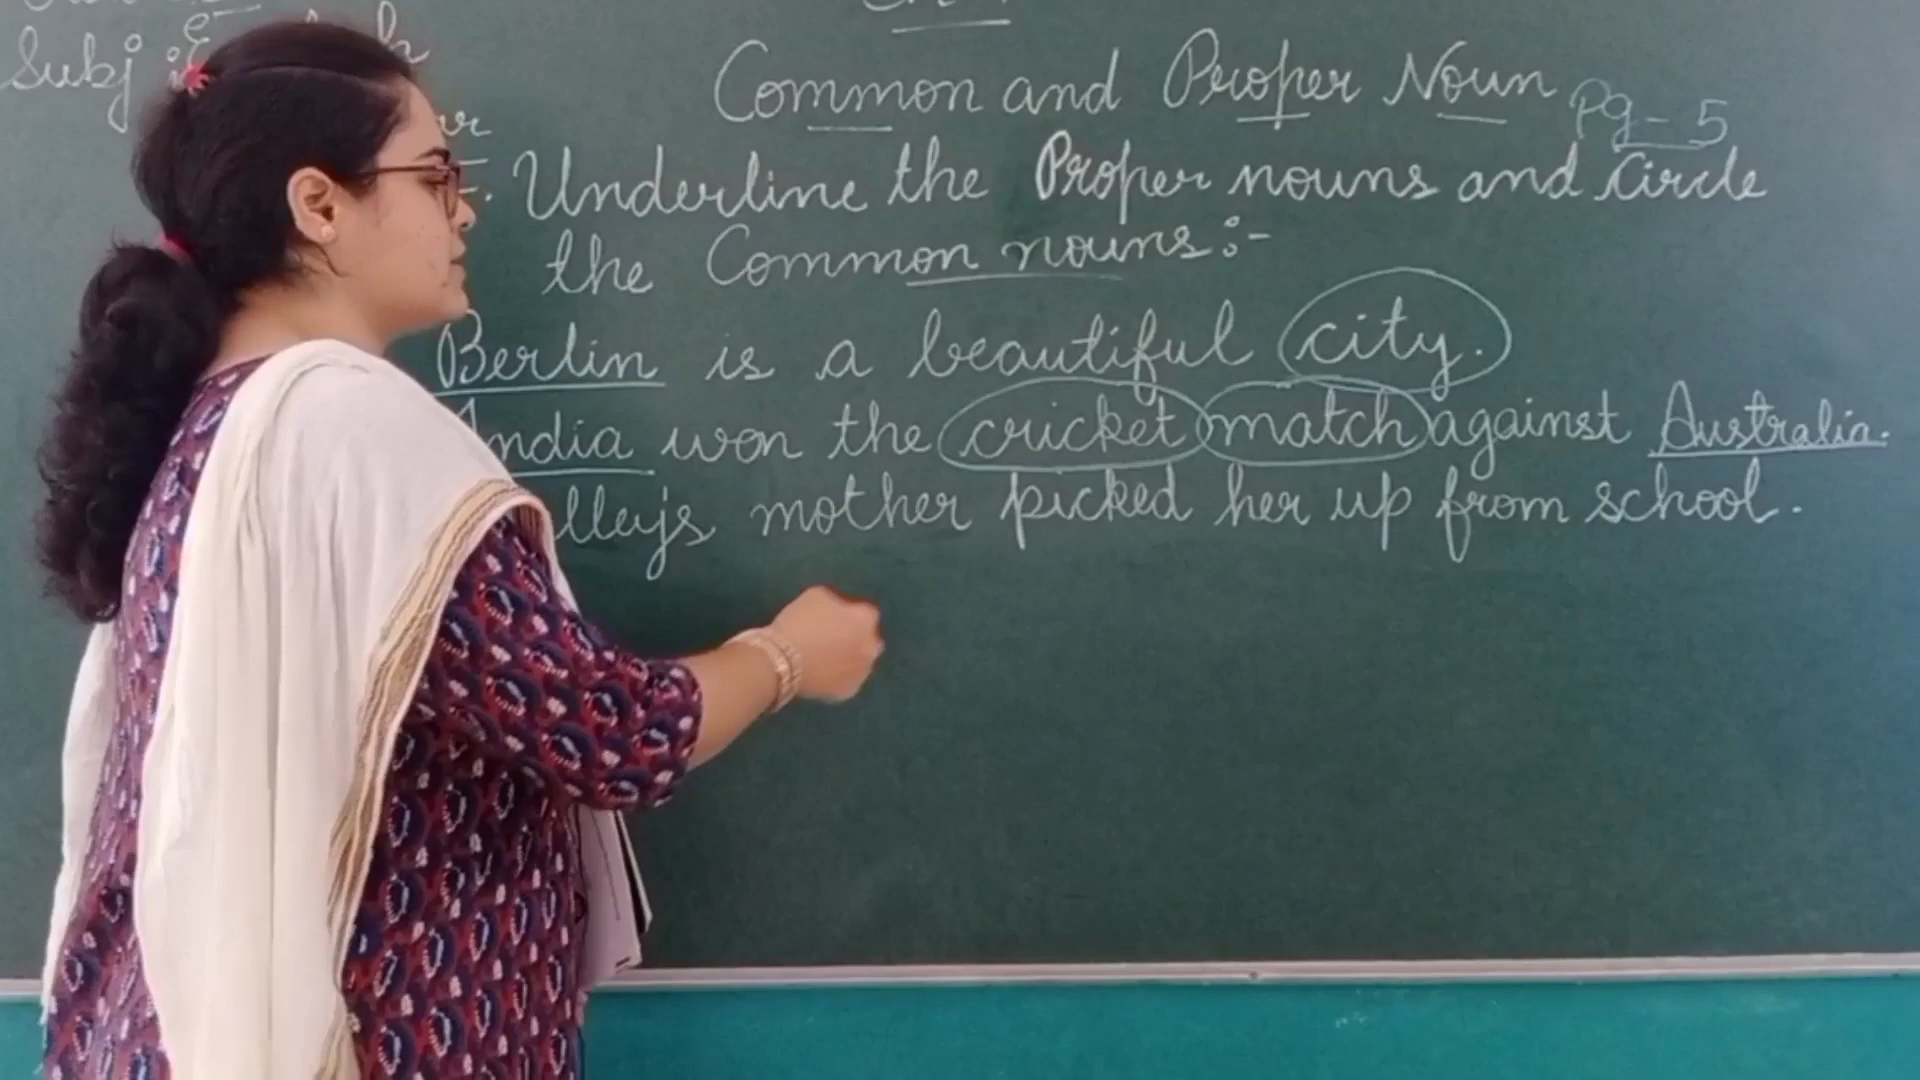 Subj
Common and Proper Noun Pg-5
Underline the Proper nouns and circle
the Common nouns:-
Berlin is a beautiful city.
India won the cricket match against Australia.
mother picked her up from school.